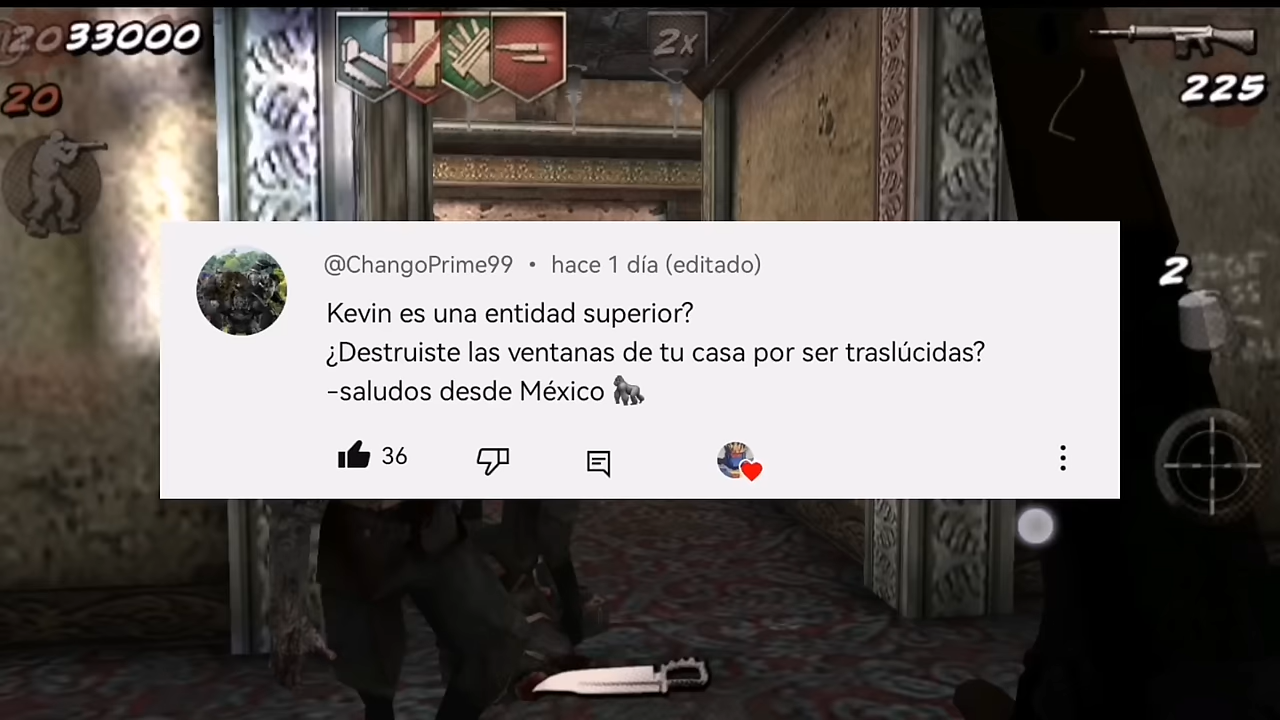 33000
20
2x
225
2
@ChangoPrime99 • hace 1 día (editado)
Kevin es una entidad superior?
¿Destruiste las ventanas de tu casa por ser traslúcidas?
-saludos desde México 🦍
36